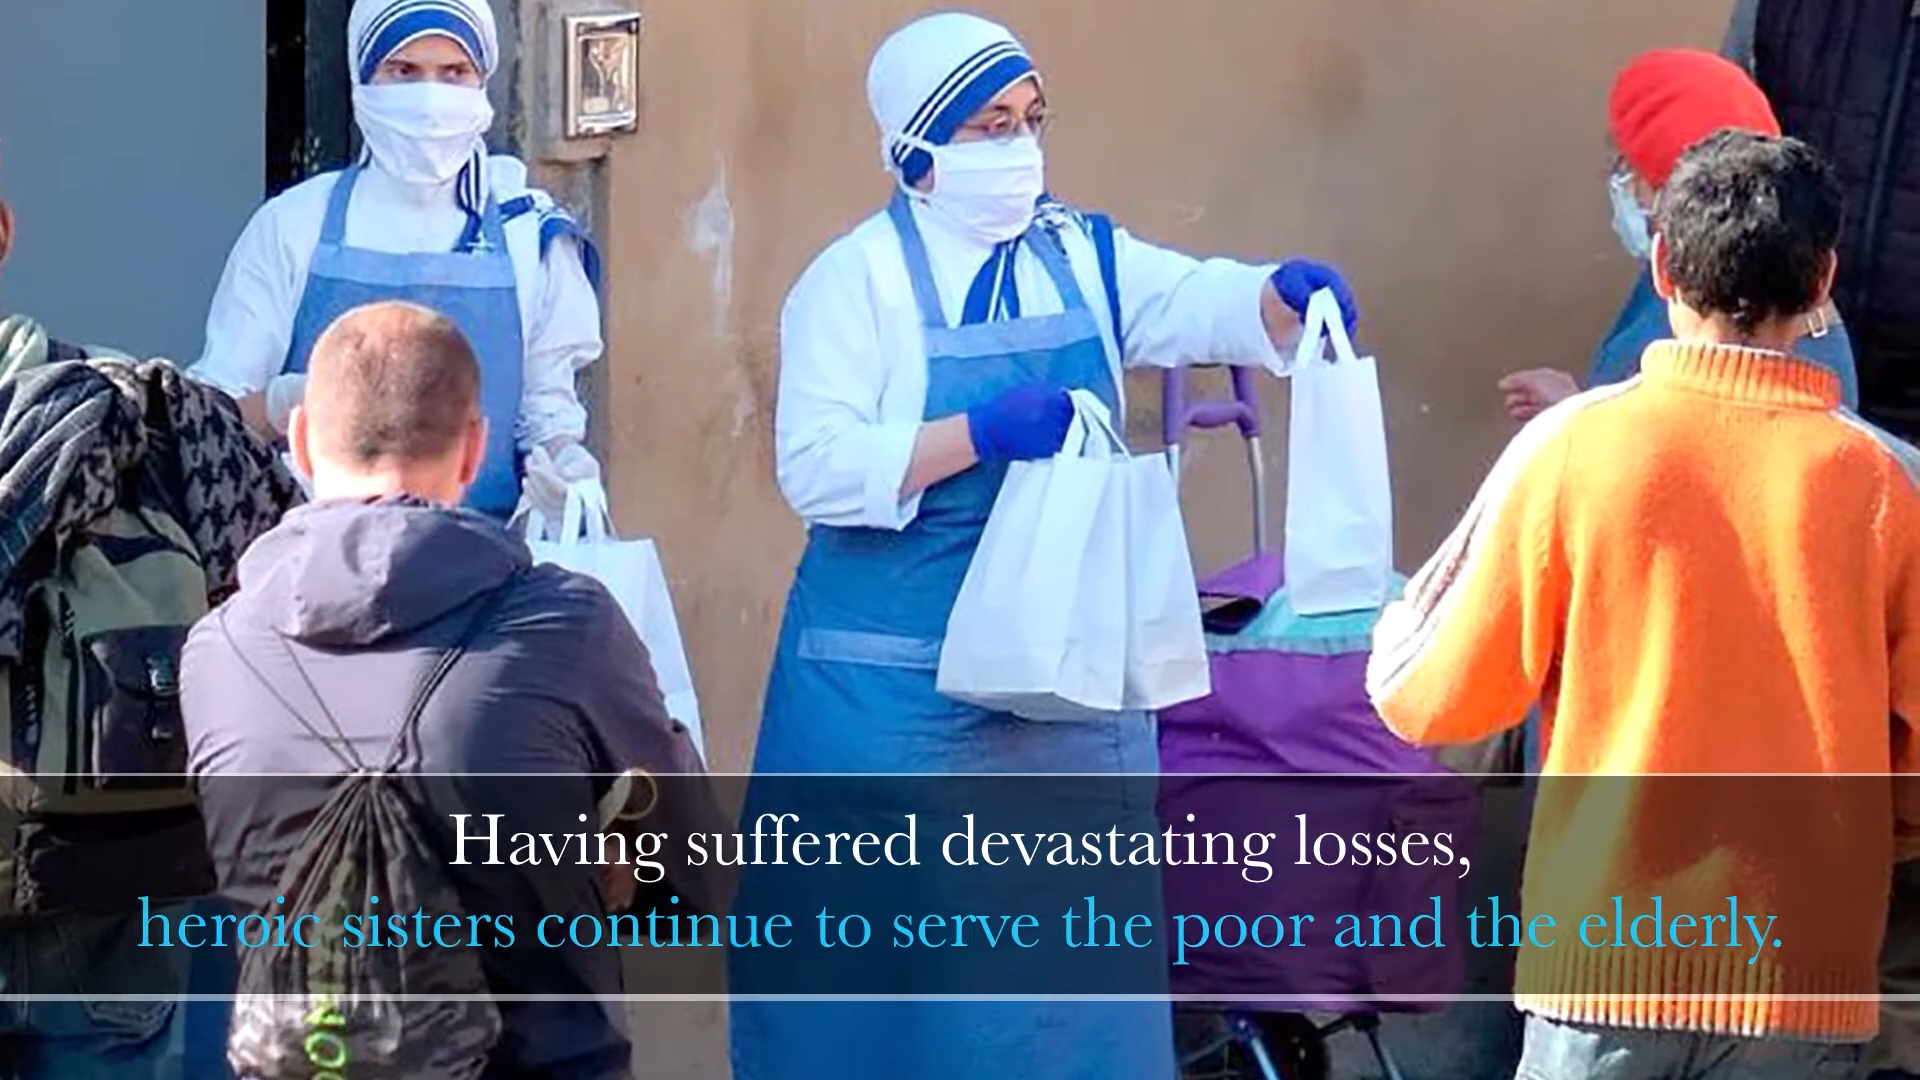 Having suffered devastating losses,
heroic sisters continue to serve the poor and the elderly.